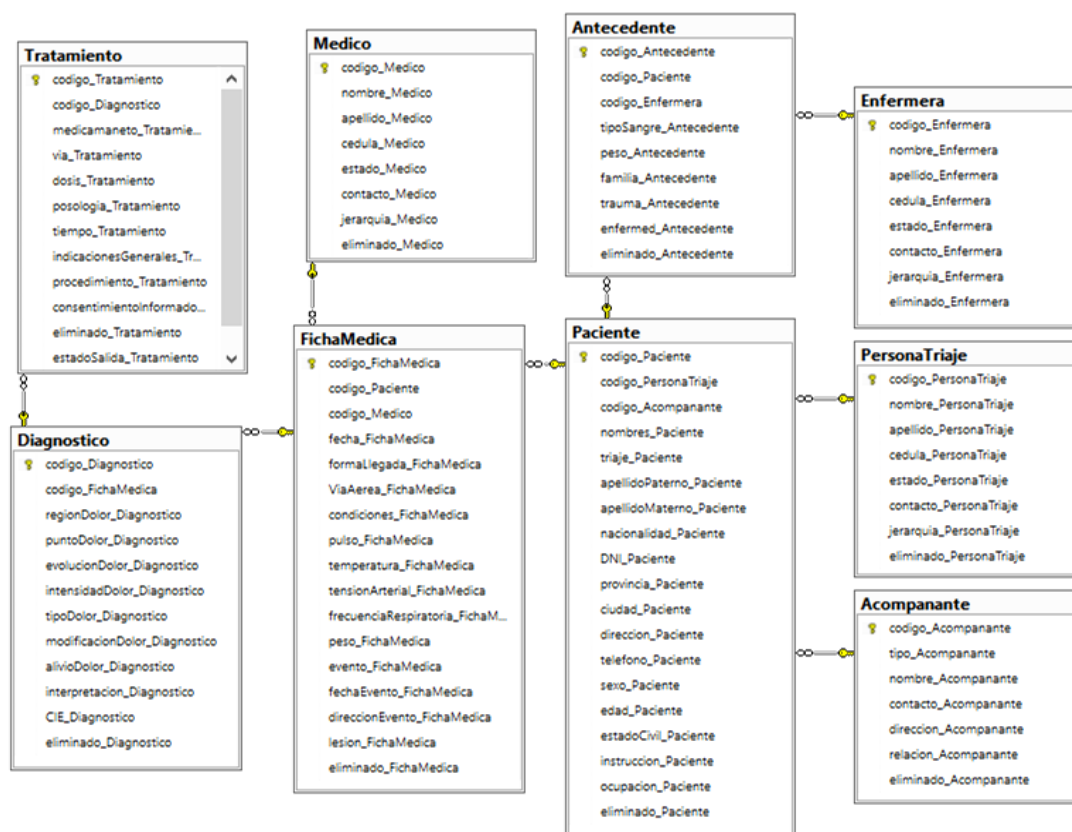 Tratamiento
codigo_Tratamiento
codigo_Diagnostico
medicamaneto_Tratamie...
via_Tratamiento
dosis_Tratamiento
posologia_Tratamiento
tiempo_Tratamiento
indicacionesGenerales_Tr...
procedimiento_Tratamiento
consentimientoInformado...
eliminado_Tratamiento
estadoSalida_Tratamiento
Medico
codigo_Medico
nombre_Medico
apellido_Medico
cedula_Medico
estado_Medico
contacto_Medico
jerarquia_Medico
eliminado_Medico
Antecedente
codigo_Antecedente
codigo_Paciente
codigo_Enfermera
tipoSangre_Antecedente
peso_Antecedente
familia_Antecedente
trauma_Antecedente
enfermed_Antecedente
eliminado_Antecedente
Enfermera
codigo_Enfermera
nombre_Enfermera
apellido_Enfermera
cedula_Enfermera
estado_Enfermera
contacto_Enfermera
jerarquia_Enfermera
eliminado_Enfermera
Diagnostico
codigo_Diagnostico
codigo_FichaMedica
regionDolor_Diagnostico
puntoDolor_Diagnostico
evolucionDolor_Diagnostico
intensidadDolor_Diagnostico
tipoDolor_Diagnostico
modificacionDolor_Diagnostico
alivioDolor_Diagnostico
interpretacion_Diagnostico
CIE_Diagnostico
eliminado_Diagnostico
FichaMedica
codigo_FichaMedica
codigo_Paciente
codigo_Medico
fecha_FichaMedica
formaLlegada_FichaMedica
ViaAerea_FichaMedica
condiciones_FichaMedica
pulso_FichaMedica
temperatura_FichaMedica
tensionArterial_FichaMedica
frecuenciaRespiratoria_FichaM...
peso_FichaMedica
evento_FichaMedica
fechaEvento_FichaMedica
direccionEvento_FichaMedica
lesion_FichaMedica
eliminado_FichaMedica
Paciente
codigo_Paciente
codigo_PersonaTriaje
codigo_Acompanante
nombres_Paciente
triaje_Paciente
apellidoPaterno_Paciente
apellidoMaterno_Paciente
nacionalidad_Paciente
DNI_Paciente
provincia_Paciente
ciudad_Paciente
direccion_Paciente
telefono_Paciente
sexo_Paciente
edad_Paciente
estadoCivil_Paciente
instruccion_Paciente
ocupacion_Paciente
eliminado_Paciente
PersonaTriaje
codigo_PersonaTriaje
nombre_PersonaTriaje
apellido_PersonaTriaje
cedula_PersonaTriaje
estado_PersonaTriaje
contacto_PersonaTriaje
jerarquia_PersonaTriaje
eliminado_PersonaTriaje
Acompanante
codigo_Acompanante
tipo_Acompanante
nombre_Acompanante
contacto_Acompanante
direccion_Acompanante
relacion_Acompanante
eliminado_Acompanante